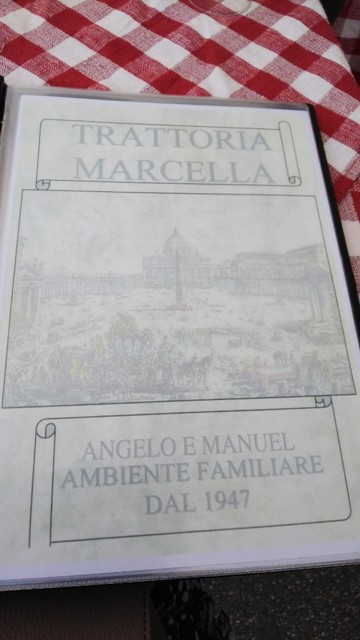 TRATTORIA
MARCELLA
ANGELO E MANUEL
AMBIENTE FAMILIARE
DAL 1947